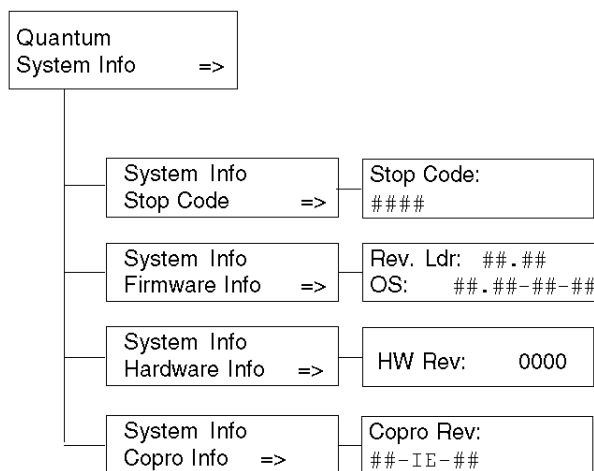 Quantum
System Info =>
System Info
Stop Code =>
Stop Code:
####
System Info
Firmware Info =>
Rev. Ldr: ##.##
OS: ##.##-##-##
System Info
Hardware Info =>
HW Rev: 0000
System Info
Copro Info =>
Copro Rev:
##-IE-##